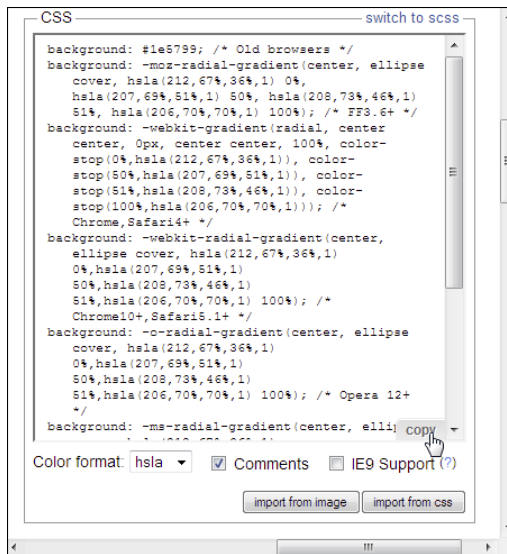 CSS switch to scss
background: #1e5799; /* Old browsers */
background: -moz-radial-gradient(center, ellipse
cover, hsla(212,67%,36%,1) 0%,
hsla(207,69%,51%,1) 50%, hsla(208,73%,46%,1)
51%, hsla(206,70%,70%,1) 100%); /* FF3.6+ */
background: -webkit-gradient(radial, center
center, 0px, center center, 100%, color-
stop(0%,hsla(212,67%,36%,1)), color-
stop(50%,hsla(207,69%,51%,1)), color-
stop(51%,hsla(208,73%,46%,1)), color-
stop(100%,hsla(206,70%,70%,1))); /*
Chrome,Safari4+ */
background: -webkit-radial-gradient(center,
ellipse cover, hsla(212,67%,36%,1)
0%,hsla(207,69%,51%,1)
50%,hsla(208,73%,46%,1)
51%,hsla(206,70%,70%,1) 100%); /*
Chrome10+,Safari5.1+ */
background: -o-radial-gradient(center, ellipse
cover, hsla(212,67%,36%,1)
0%,hsla(207,69%,51%,1)
50%,hsla(208,73%,46%,1)
51%,hsla(206,70%,70%,1) 100%); /* Opera 12+
*/
background: -ms-radial-gradient(center, copy
Color format: hsla Comments IE9 Support (?)
import from image import from css